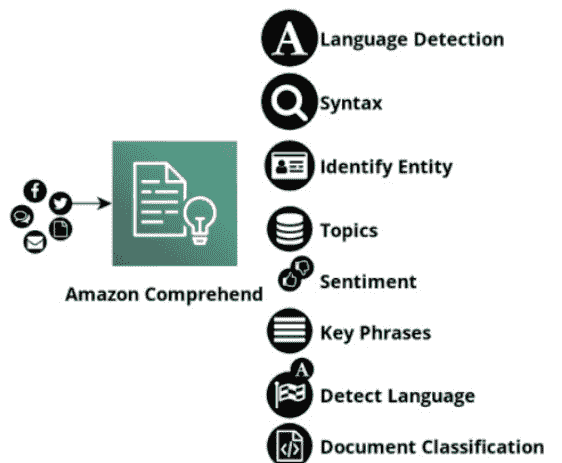 Language Detection
Syntax
Identify Entity
Topics
Amazon Comprehend
Sentiment
Key Phrases
A
Detect Language
Document Classification